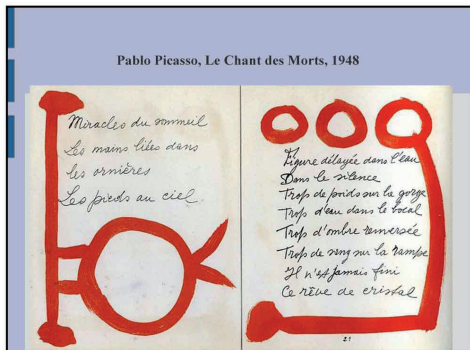 Pablo Picasso, Le Chant des Morts, 1948
Miracles du sommeil
Les mains liées dans
les ornières
Les pieds au ciel
Figure délayée dans l'eau
Dans le silence
Trop de poids sur la gorge
Trop d'eau dans le bocal
Trop d'ombre renversée
Trop de sang sur la rampe
Il n'est jamais fini
Ce rêve de cristal
21